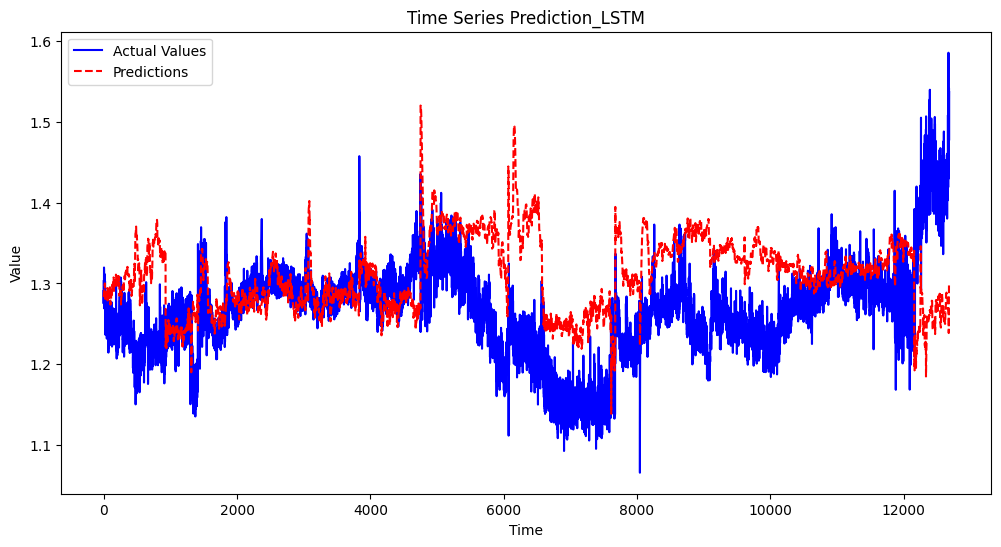 Time Series Prediction_LSTM
Actual Values
Predictions
1.6
1.5
1.4
1.3
1.2
1.1
Value
0 2000 4000 6000 8000 10000 12000
Time